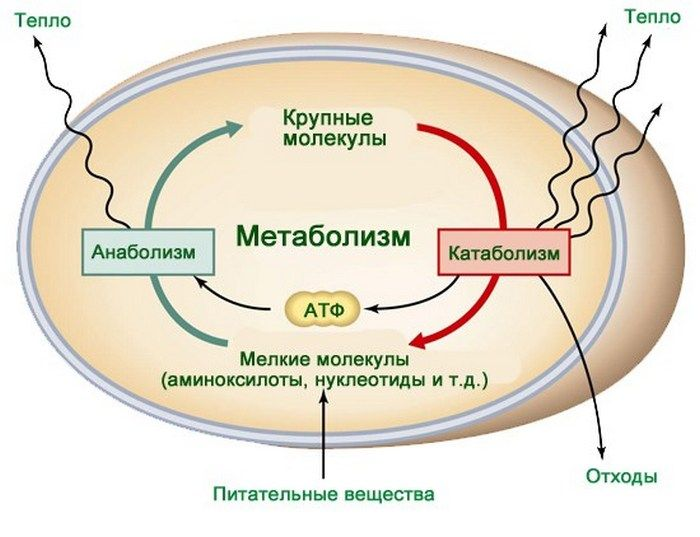 Тепло
Тепло
Крупные
молекулы
Метаболизм
Анаболизм
Катаболизм
АТФ
Мелкие молекулы
(аминоксилоты, нуклеотиды и т.д.)
Отходы
Питательные вещества